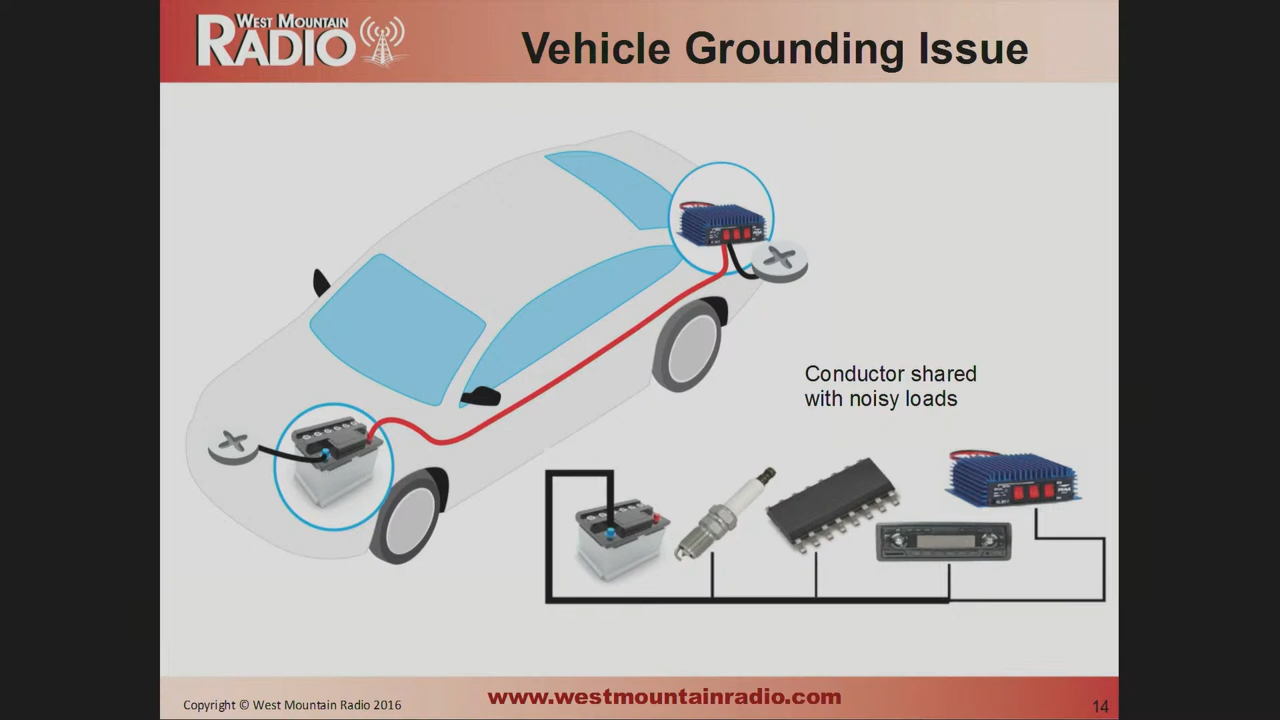 West Mountain
Radio
Vehicle Grounding Issue
Conductor shared
with noisy loads
Copyright © West Mountain Radio 2016
www.westmountainradio.com
14